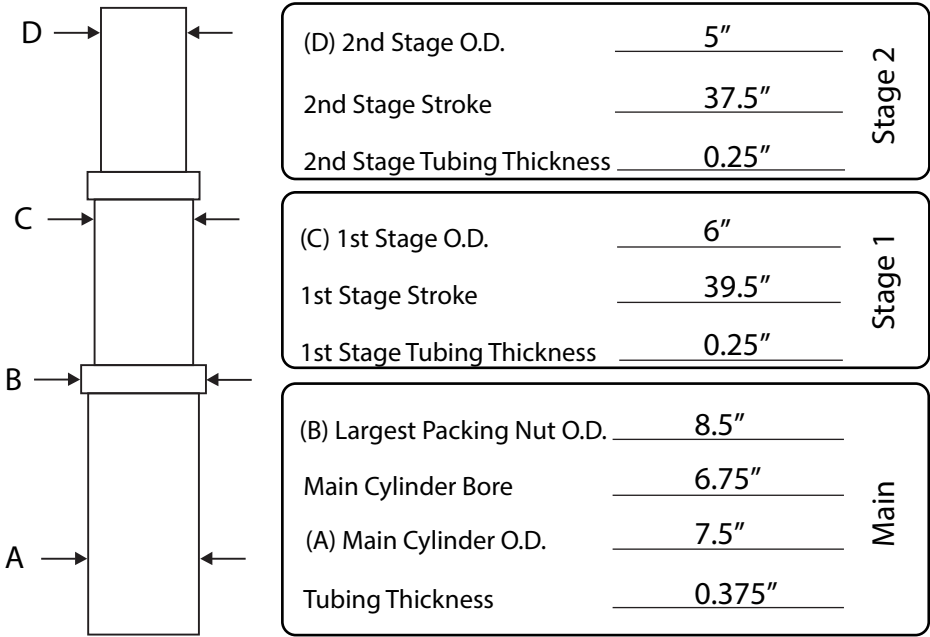 D
(D) 2nd Stage O.D. 5”
2nd Stage Stroke 37.5”
2nd Stage Tubing Thickness 0.25”
Stage 2
C
(C) 1st Stage O.D. 6”
1st Stage Stroke 39.5”
1st Stage Tubing Thickness 0.25”
Stage 1
B
(B) Largest Packing Nut O.D. 8.5”
Main Cylinder Bore 6.75”
A
(A) Main Cylinder O.D. 7.5”
Tubing Thickness 0.375”
Main